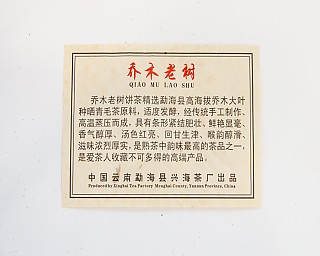 乔木老树
QIAO MU LAO SHU
乔木老树饼茶精选勐海县高海拔乔木大叶
种晒青毛茶原料，适度发酵，经传统手工制作、
高温蒸压而成，具有条形紧结肥壮、鲜艳显毫、
香气醇厚、汤色红亮、回甘生津、喉韵醇滑、
滋味浓烈厚实，是熟茶中韵味最高的茶品之一，
是爱茶人收藏不可多得的高端产品。
中国云南勐海县兴海茶厂出品
Produced by Xinghai Tea Factory Menghai County, Yunnan Province, China